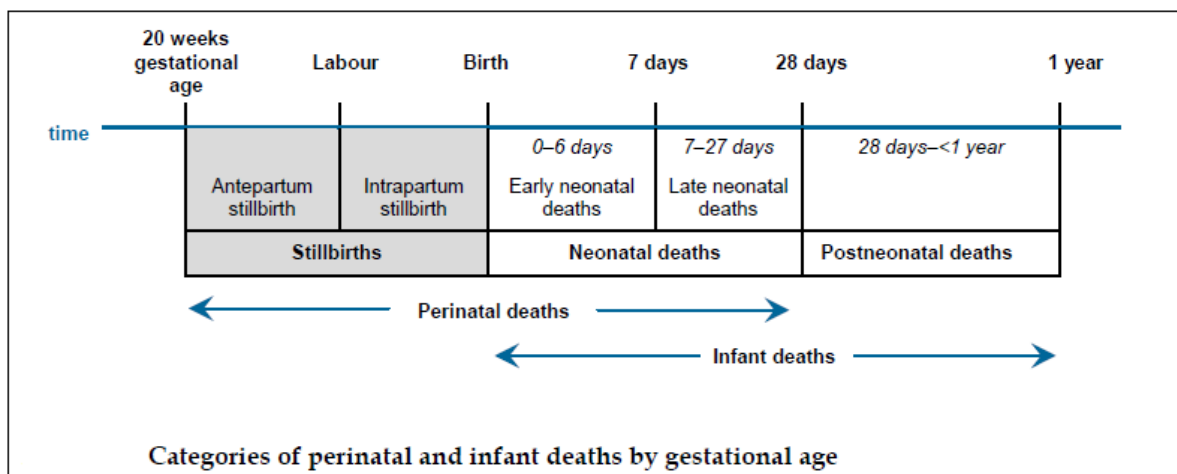 20 weeks
gestational
age
Labour
Birth
7 days
28 days
1 year
time
0–6 days
7–27 days
28 days–<1 year
Antepartum
stillbirth
Intrapartum
stillbirth
Early neonatal
deaths
Late neonatal
deaths
Stillbirths
Neonatal deaths
Postneonatal deaths
Perinatal deaths
Infant deaths
Categories of perinatal and infant deaths by gestational age